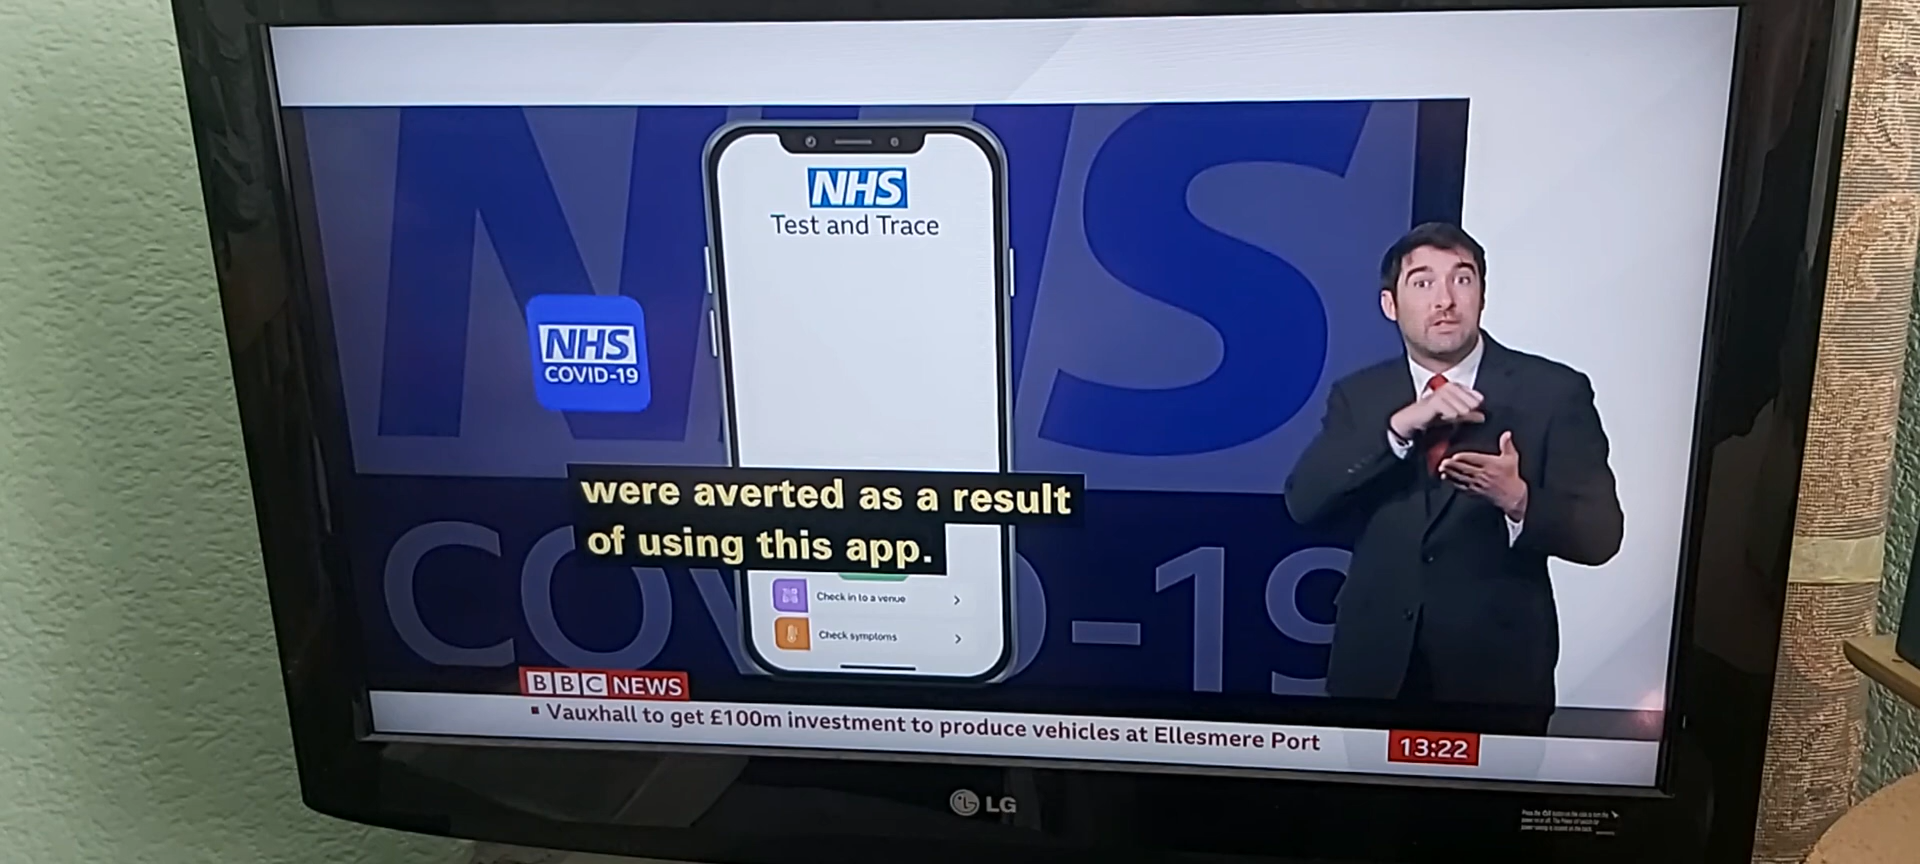 NHS
NHS
Test and Trace
NHS
COVID-19
were averted as a result
of using this app.
COVID-19
Check in to a venue
Check symptoms
BBC NEWS
Vauxhall to get £100m investment to produce vehicles at Ellesmere Port
13:22
LG